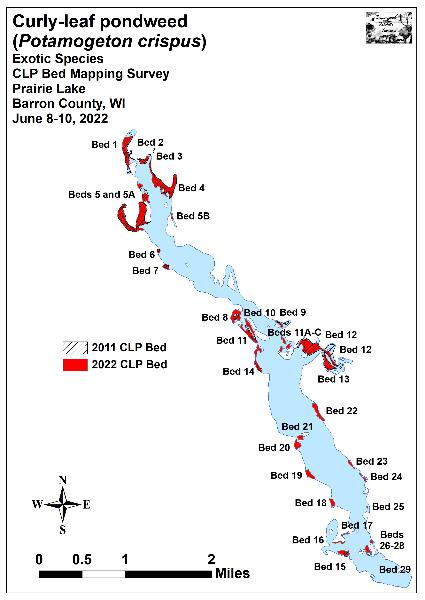 Curly-leaf pondweed
(Potamogeton crispus)
Exotic Species
CLP Bed Mapping Survey
Prairie Lake
Barron County, WI
June 8-10, 2022
Bed 1
Bed 2
Bed 3
Bed 4
Beds 5 and 5A
Bed 5B
Bed 6
Bed 7
Bed 8
Bed 10
Bed 9
Beds 11A-C
Bed 12
Bed 11
Bed 12
Bed 14
Bed 13
2011 CLP Bed
2022 CLP Bed
Bed 22
Bed 21
Bed 20
Bed 23
Bed 19
Bed 24
Bed 18
Bed 25
Bed 17
Bed 16
Beds
26-28
Bed 15
Bed 29
N
W E
S
0 0.5 1 2
Miles